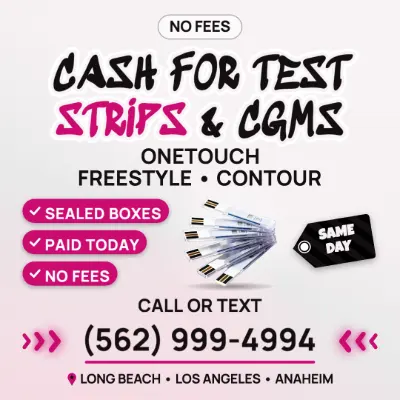 NO FEES
CASH FOR TEST
STRIPS & CGMS
ONETOUCH
FREESTYLE • CONTOUR
SEALED BOXES
PAID TODAY
NO FEES
SAME
DAY
CALL OR TEXT
(562) 999-4994
LONG BEACH • LOS ANGELES • ANAHEIM